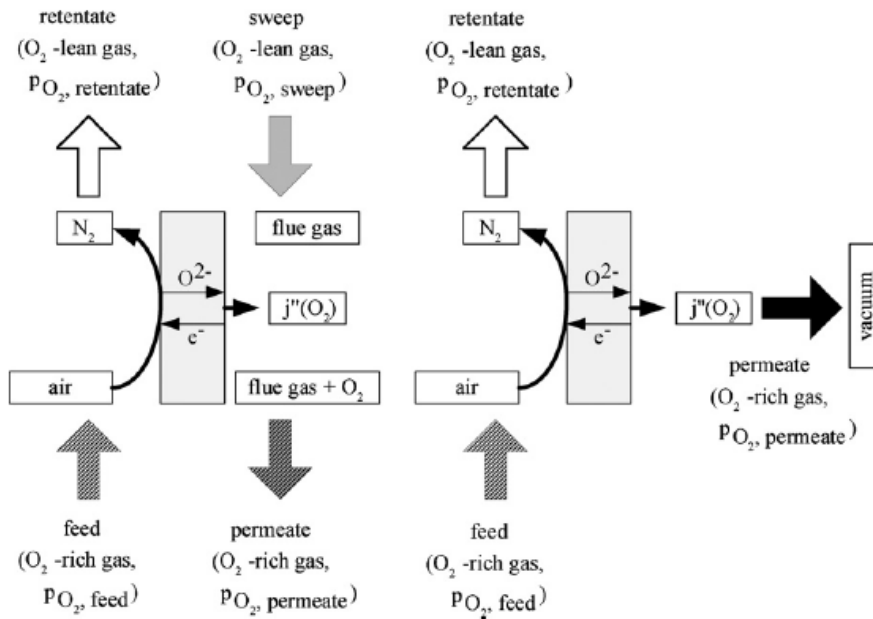 retentate
(O₂ -lean gas,
pO₂, retentate)
sweep
(O₂ -lean gas,
pO₂, sweep)
N₂
flue gas
O²⁻
j"(O₂)
e⁻
air
flue gas + O₂
feed
(O₂ -rich gas,
pO₂, feed)
permeate
(O₂ -rich gas,
pO₂, permeate)
retentate
(O₂ -lean gas,
pO₂, retentate)
N₂
O²⁻
j"(O₂)
e⁻
air
vacuum
permeate
(O₂ -rich gas,
pO₂, permeate)
feed
(O₂ -rich gas,
pO₂, feed)